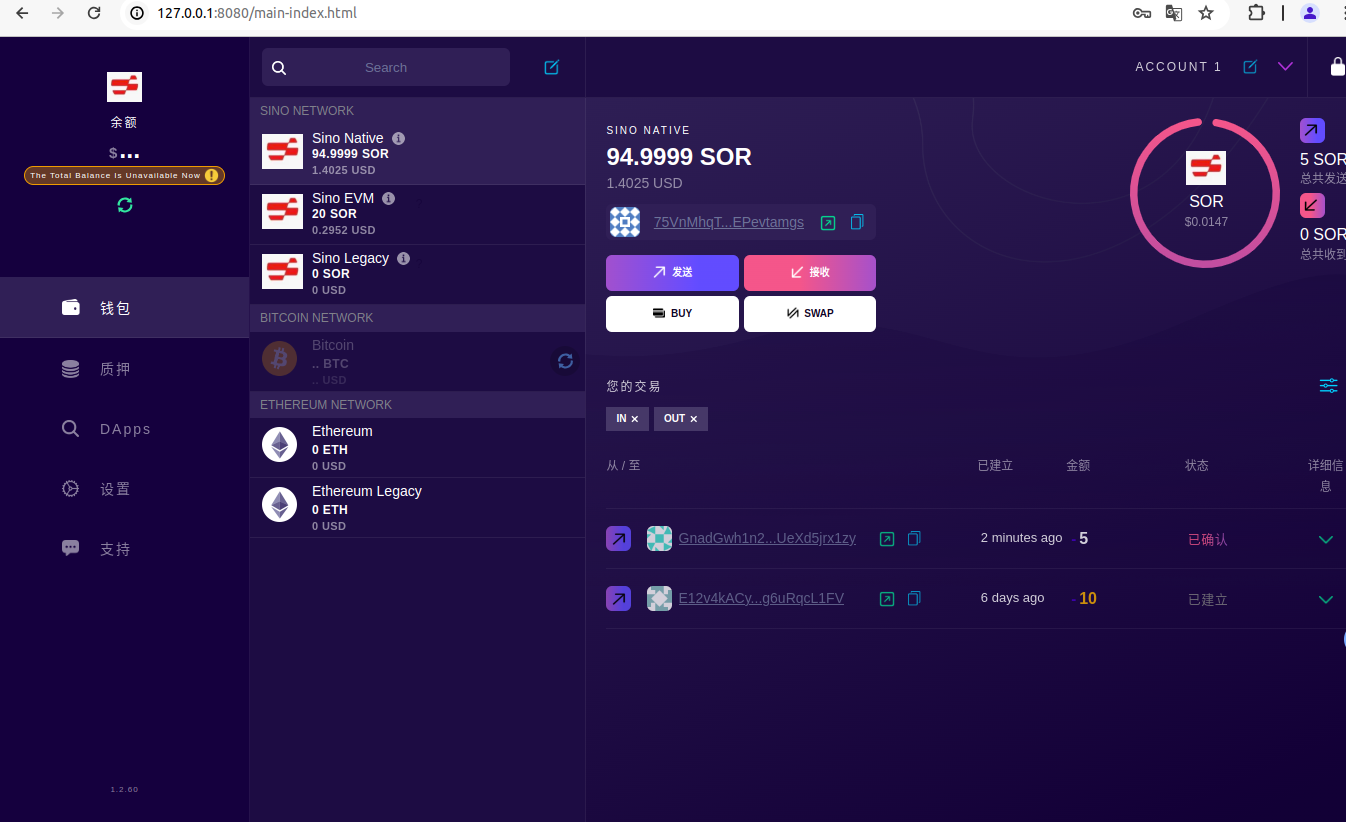 127.0.0.1:8080/main-index.html
余额
$...
The Total Balance Is Unavailable Now
钱包
质押
DApps
设置
支持
1.2.60
Search
SINO NETWORK
Sino Native
94.9999 SOR
1.4025 USD
Sino EVM
20 SOR
0.2952 USD
Sino Legacy
0 SOR
0 USD
BITCOIN NETWORK
Bitcoin
.. BTC
.. USD
ETHEREUM NETWORK
Ethereum
0 ETH
0 USD
Ethereum Legacy
0 ETH
0 USD
ACCOUNT 1
SINO NATIVE
94.9999 SOR
1.4025 USD
75VnMhqT...EPevtamgs
发送 接收
BUY SWAP
SOR
$0.0147
5 SOR
总共发送
0 SOR
总共收到
您的交易
IN × OUT ×
从 / 至 已建立 金额 状态 详细信息
GnadGwh1n2...UeXd5jrx1zy 2 minutes ago - 5 已确认
E12v4kACy...g6uRqcL1FV 6 days ago - 10 已建立